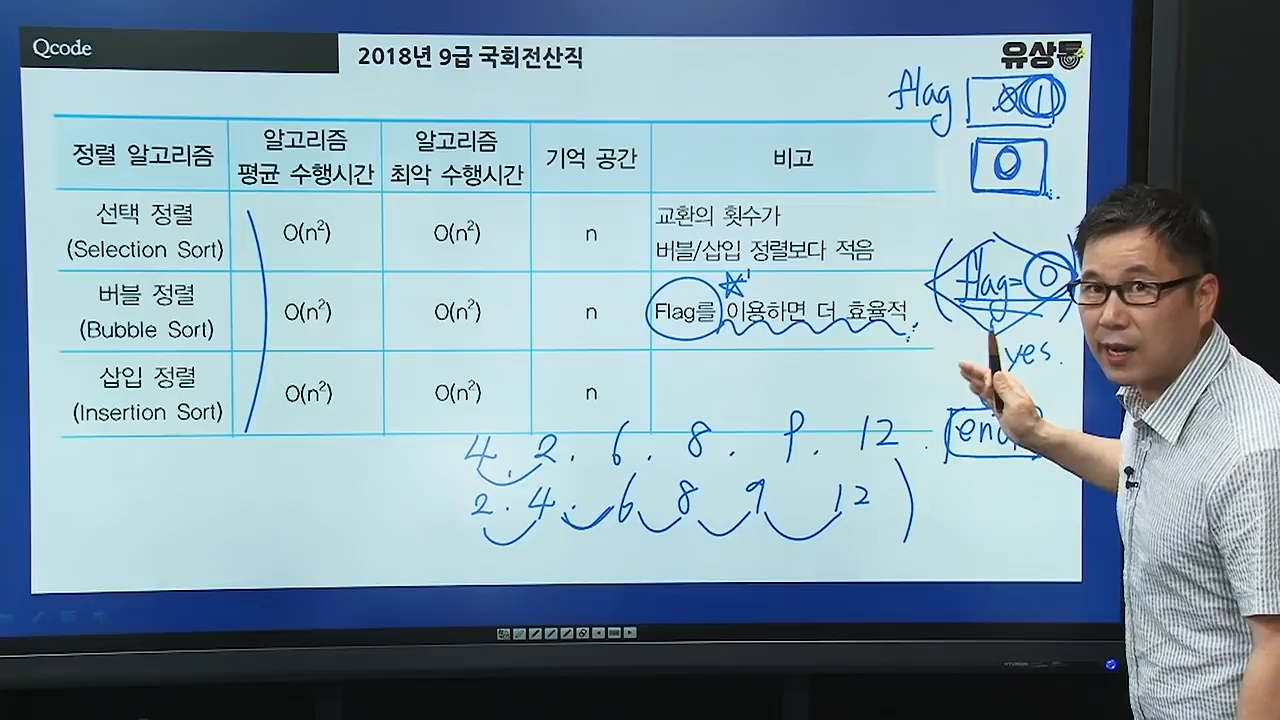 Qcode
2018년 9급 국회전산직
유상통
flag 0 1
0
정렬 알고리즘
알고리즘
평균 수행시간
알고리즘
최악 수행시간
기억 공간
비고
선택 정렬
(Selection Sort)
O(n²)
O(n²)
n
교환의 횟수가
버블/삽입 정렬보다 적음
버블 정렬
(Bubble Sort)
O(n²)
O(n²)
n
Flag를 이용하면 더 효율적
삽입 정렬
(Insertion Sort)
O(n²)
O(n²)
n
flag=0
yes.
end
4. 2. 6. 8. 9. 12.
2. 4. 6 8 9 12
HYUNDAI